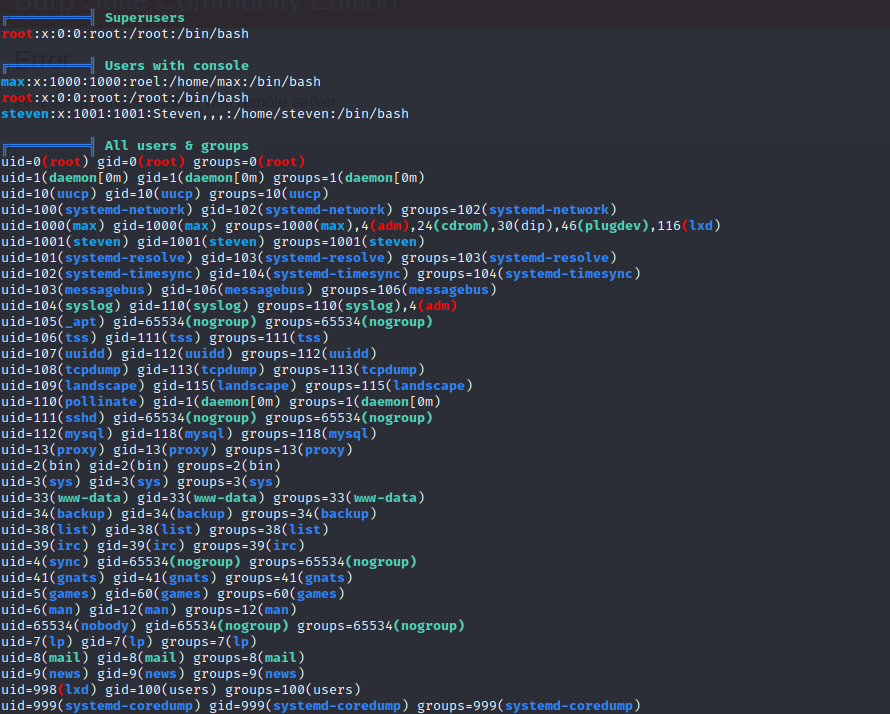 Burp Suite Community Edition
╔══════════╣ Superusers
root:x:0:0:root:/root:/bin/bash
Error
╔══════════╣ Users with console
max:x:1000:1000:roel:/home/max:/bin/bash
root:x:0:0:root:/root:/bin/bash
steven:x:1001:1001:Steven,,,:/home/steven:/bin/bash
╔══════════╣ All users & groups
uid=0(root) gid=0(root) groups=0(root)
uid=1(daemon[0m) gid=1(daemon[0m) groups=1(daemon[0m)
uid=10(uucp) gid=10(uucp) groups=10(uucp)
uid=100(systemd-network) gid=102(systemd-network) groups=102(systemd-network)
uid=1000(max) gid=1000(max) groups=1000(max),4(adm),24(cdrom),30(dip),46(plugdev),116(lxd)
uid=1001(steven) gid=1001(steven) groups=1001(steven)
uid=101(systemd-resolve) gid=103(systemd-resolve) groups=103(systemd-resolve)
uid=102(systemd-timesync) gid=104(systemd-timesync) groups=104(systemd-timesync)
uid=103(messagebus) gid=106(messagebus) groups=106(messagebus)
uid=104(syslog) gid=110(syslog) groups=110(syslog),4(adm)
uid=105(_apt) gid=65534(nogroup) groups=65534(nogroup)
uid=106(tss) gid=111(tss) groups=111(tss)
uid=107(uuidd) gid=112(uuidd) groups=112(uuidd)
uid=108(tcpdump) gid=113(tcpdump) groups=113(tcpdump)
uid=109(landscape) gid=115(landscape) groups=115(landscape)
uid=110(pollinate) gid=1(daemon[0m) groups=1(daemon[0m)
uid=111(sshd) gid=65534(nogroup) groups=65534(nogroup)
uid=112(mysql) gid=118(mysql) groups=118(mysql)
uid=13(proxy) gid=13(proxy) groups=13(proxy)
uid=2(bin) gid=2(bin) groups=2(bin)
uid=3(sys) gid=3(sys) groups=3(sys)
uid=33(www-data) gid=33(www-data) groups=33(www-data)
uid=34(backup) gid=34(backup) groups=34(backup)
uid=38(list) gid=38(list) groups=38(list)
uid=39(irc) gid=39(irc) groups=39(irc)
uid=4(sync) gid=65534(nogroup) groups=65534(nogroup)
uid=41(gnats) gid=41(gnats) groups=41(gnats)
uid=5(games) gid=60(games) groups=60(games)
uid=6(man) gid=12(man) groups=12(man)
uid=65534(nobody) gid=65534(nogroup) groups=65534(nogroup)
uid=7(lp) gid=7(lp) groups=7(lp)
uid=8(mail) gid=8(mail) groups=8(mail)
uid=9(news) gid=9(news) groups=9(news)
uid=998(lxd) gid=100(users) groups=100(users)
uid=999(systemd-coredump) gid=999(systemd-coredump) groups=999(systemd-coredump)